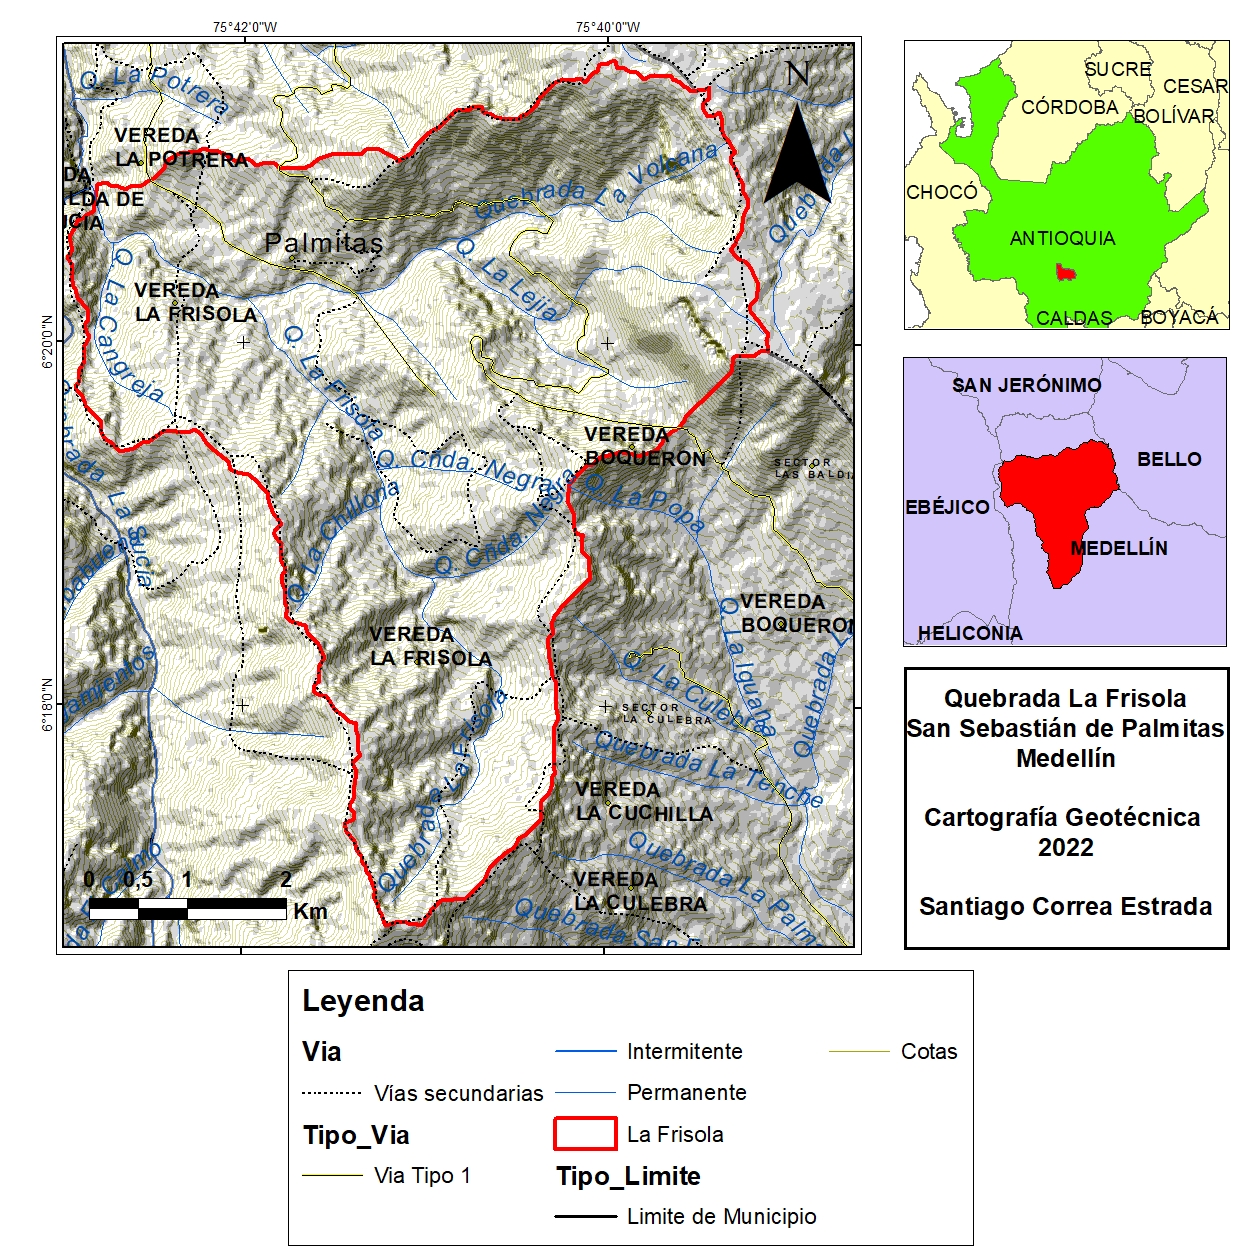 75°42'0"W
75°40'0"W
6°20'0"N
6°18'0"N
N
Q. La Potrera
VEREDA
LA POTRERA
DA
LDA DE
UCÍA
Quebrada La Volcana
Palmitas
Q. La Lejía
Q. La Cangreja
VEREDA
LA FRISOLA
Q. La Frisola
VEREDA
BOQUERON
SECTOR
LAS BALDI
Q. Cnda. Negra
Q. La Popa
Q. La Chillona
Q. Cnda. Negra
brada La Sucia
VEREDA
BOQUERON
Q. La Iguaña
VEREDA
LA FRISOLA
Q. La Culebra
SECTOR
LA CULEBRA
Quebrada La Frisola
Quebrada La Tenche
Quebrada L
VEREDA
LA CUCHILLA
Quebrada La Palma
VEREDA
LA CULEBRA
Quebrada San
0 0,5 1 2
Km
SUCRE
CESAR
CÓRDOBA
BOLÍVAR
CHOCÓ
ANTIOQUIA
CALDAS
BOYACÁ
SAN JERÓNIMO
BELLO
EBÉJICO
MEDELLÍN
HELICONIA
Quebrada La Frisola
San Sebastián de Palmitas
Medellín
Cartografía Geotécnica
2022
Santiago Correa Estrada
Leyenda
Via
Vías secundarias
Tipo_Via
Via Tipo 1
Intermitente
Permanente
La Frisola
Tipo_Limite
Limite de Municipio
Cotas